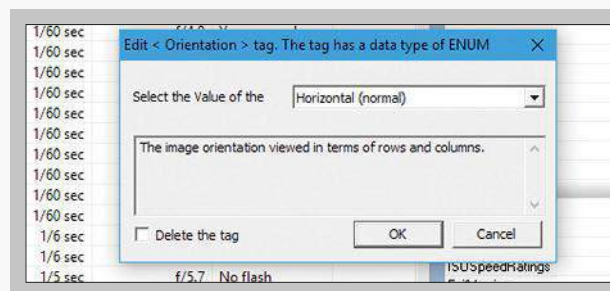 1/60 sec
Edit < Orientation > tag. The tag has a data type of ENUM
1/60 sec
1/60 sec
1/60 sec
Select the Value of the Horizontal (normal)
1/60 sec
1/60 sec
The image orientation viewed in terms of rows and columns.
1/60 sec
1/60 sec
1/60 sec
1/60 sec
1/6 sec
Delete the tag OK Cancel
1/6 sec
1/5 sec f/5.7 No flash
ISOSpeedRatings